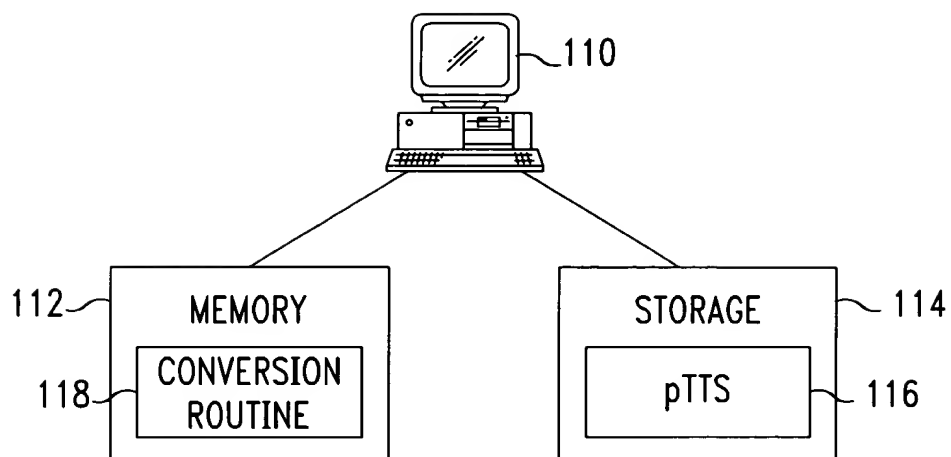 110
112
MEMORY
STORAGE
114
118
CONVERSION
ROUTINE
pTTS
116